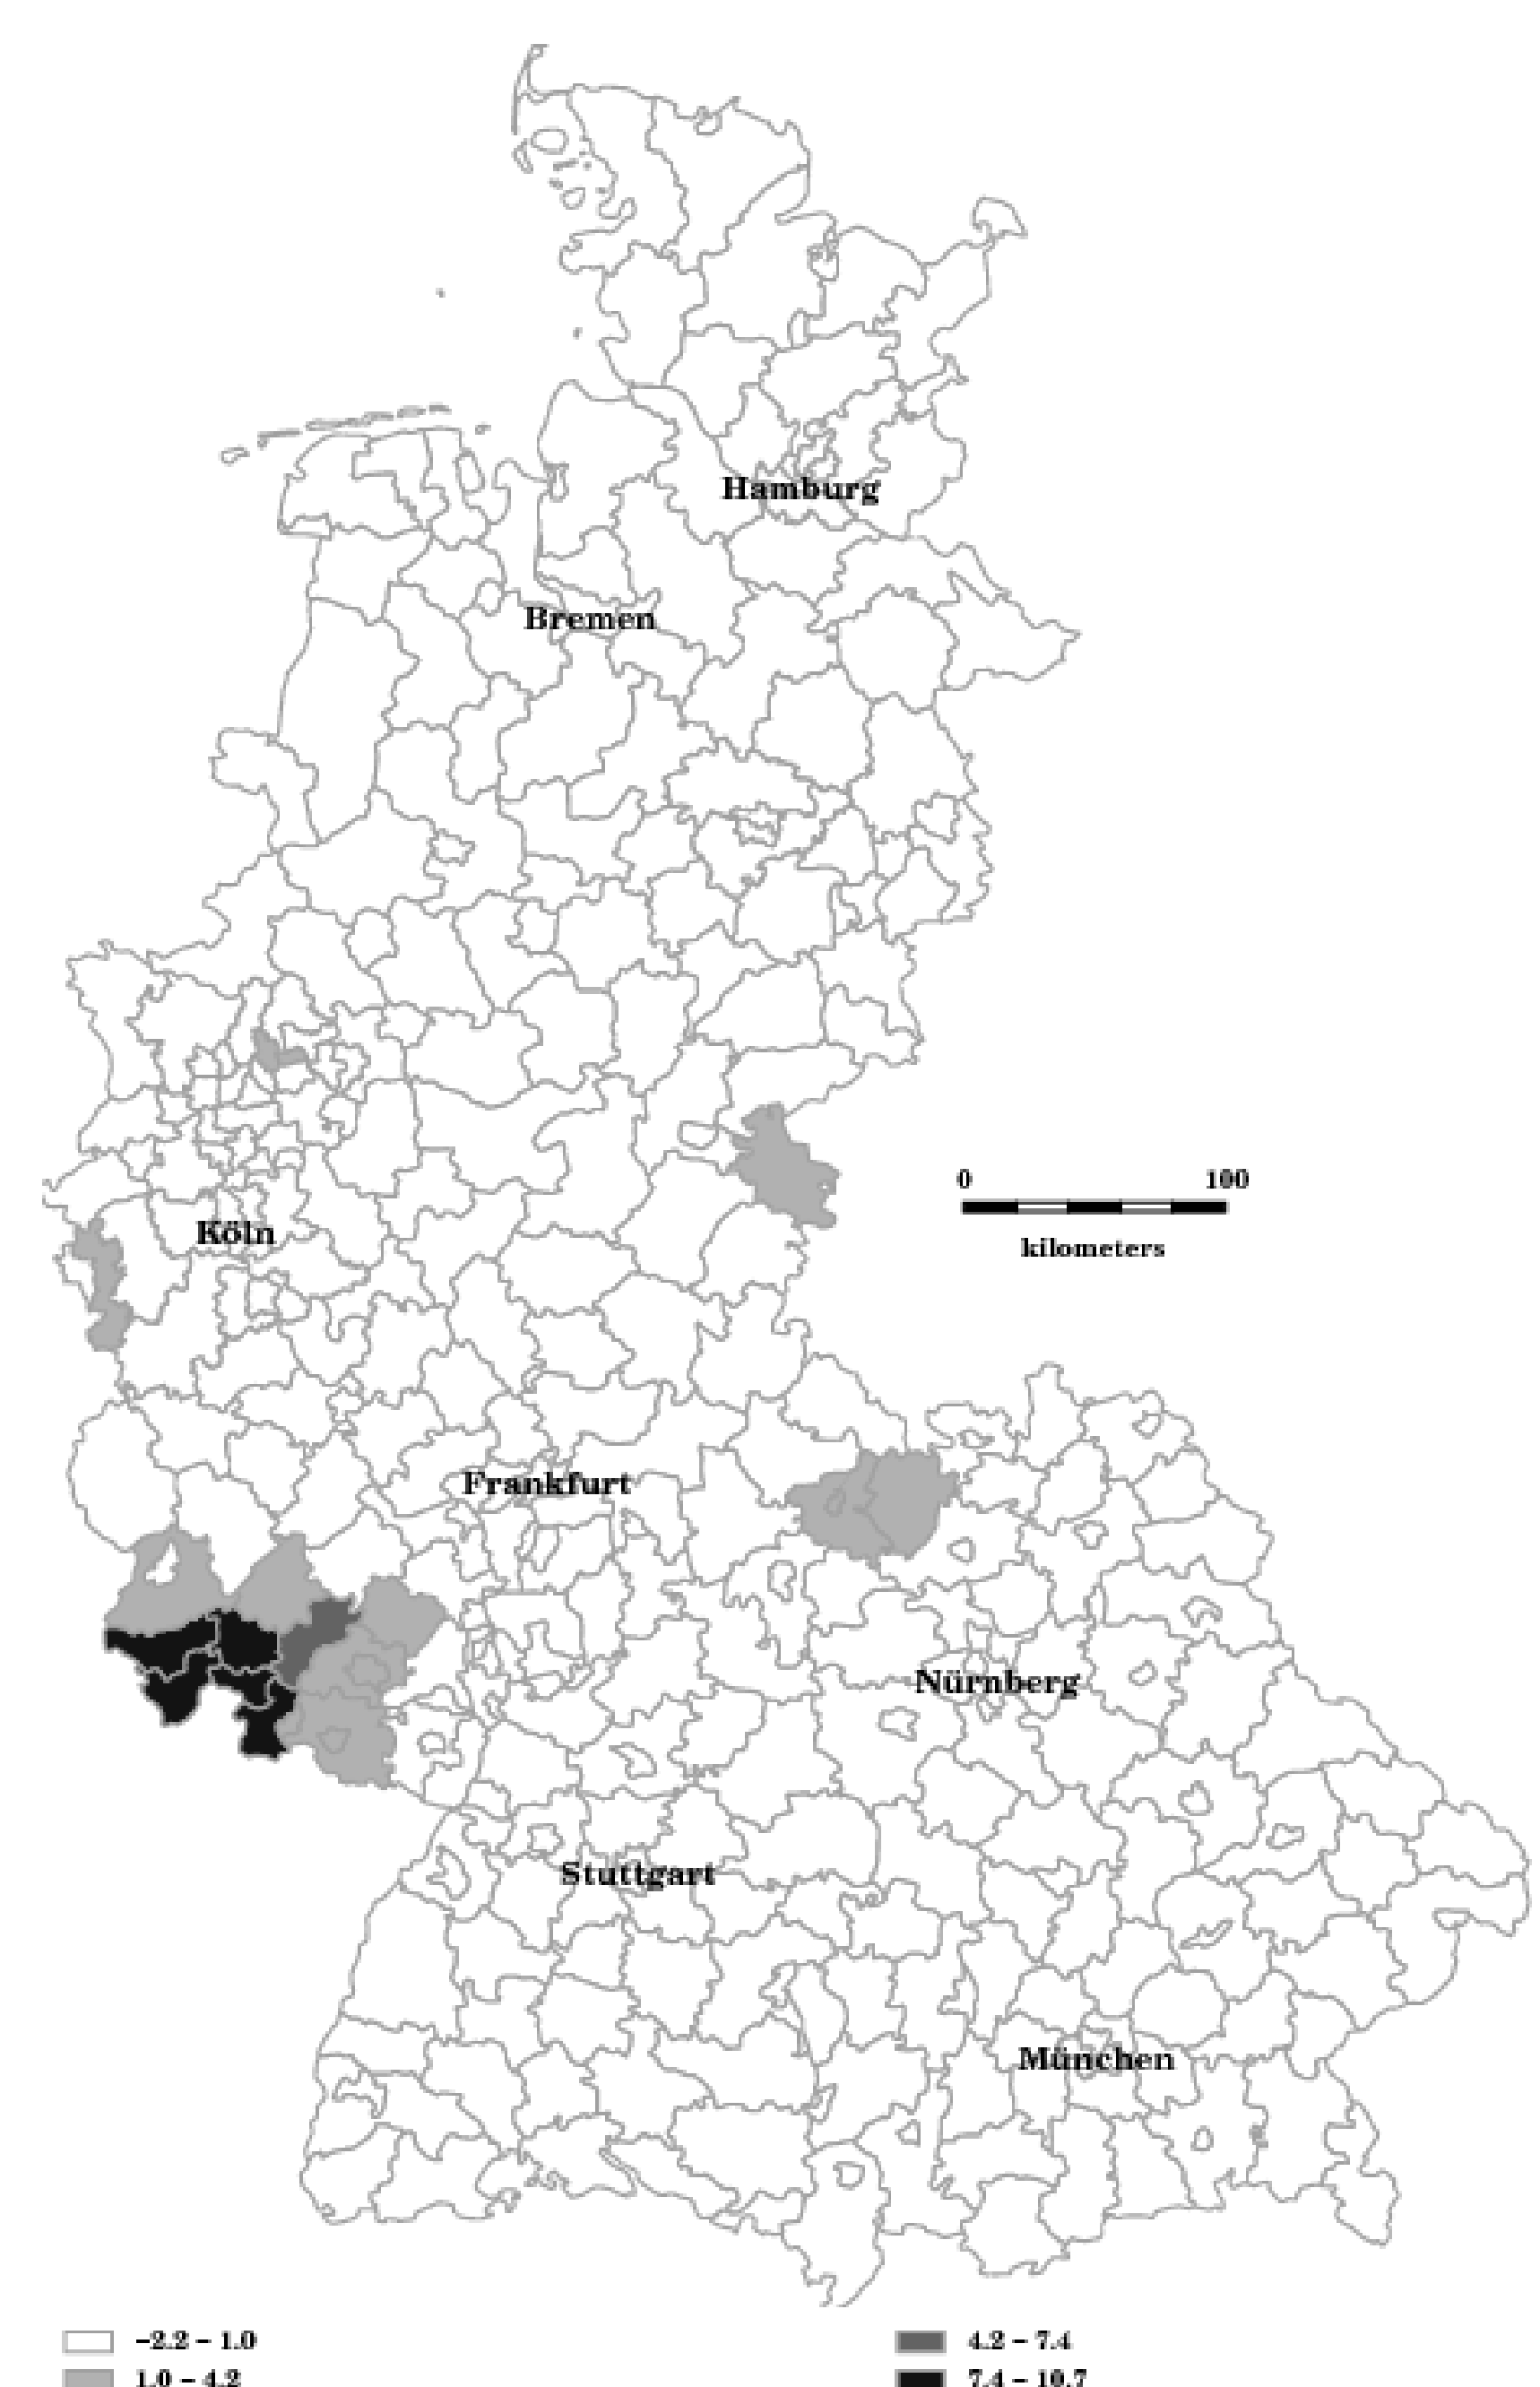 Hamburg
Bremen
0 100
kilometers
Köln
Frankfurt
Nürnberg
Stuttgart
München
−2.2 – 1.0
4.2 – 7.4
1.0 – 4.2
7.4 – 10.7